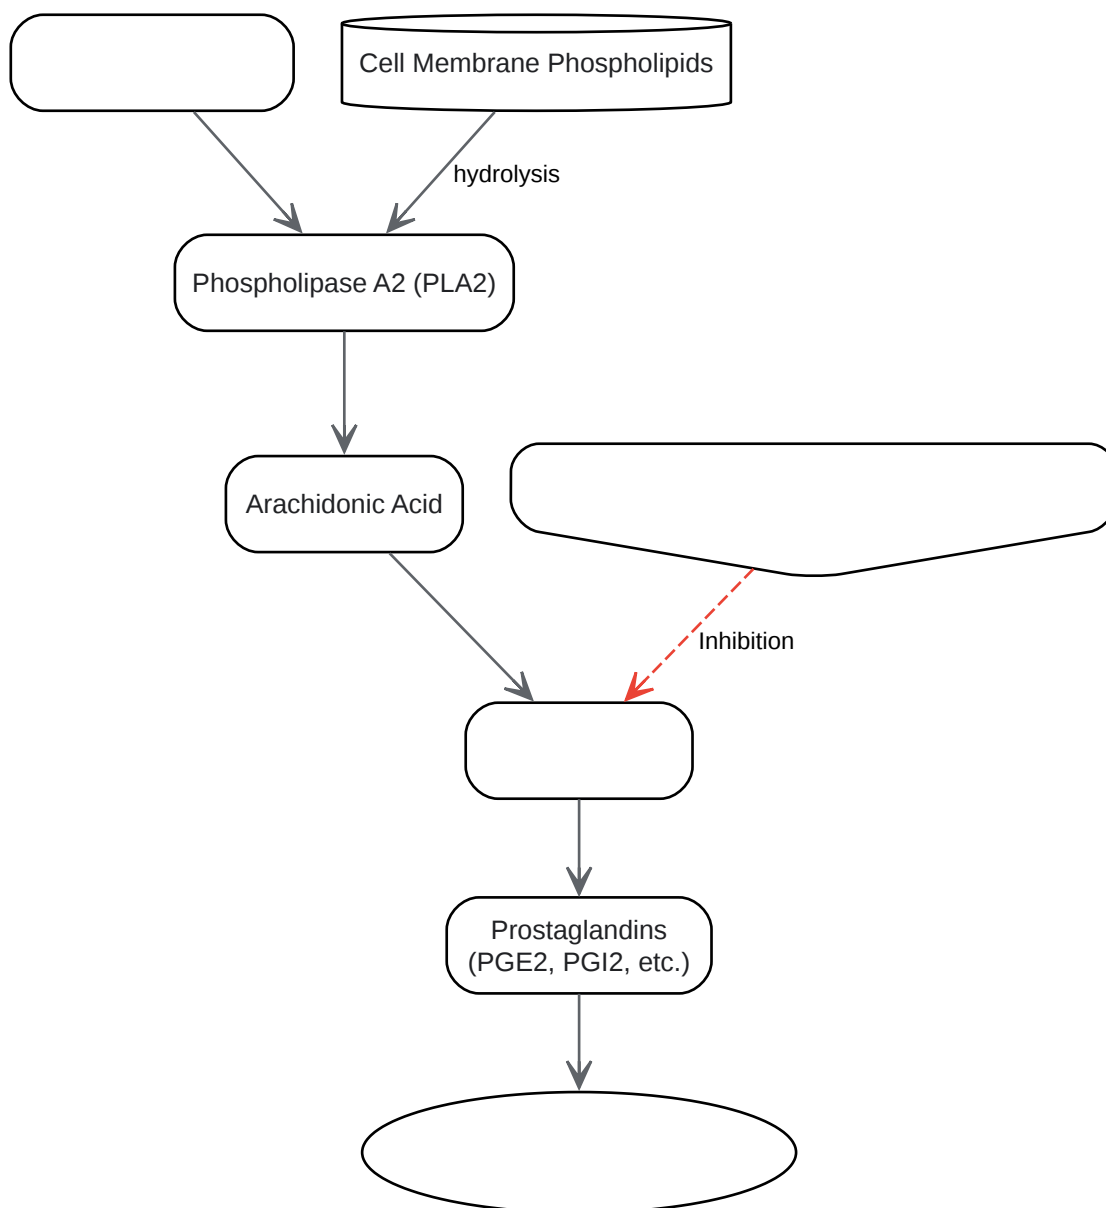 Cell Membrane Phospholipids
hydrolysis
Phospholipase A2 (PLA2)
Arachidonic Acid
Inhibition
Prostaglandins
(PGE2, PGI2, etc.)